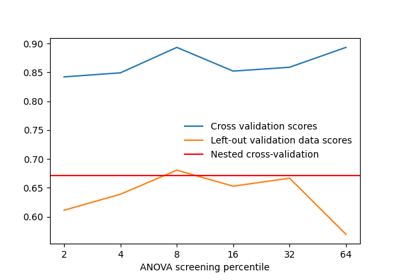 0.90
0.85
0.80
0.75
0.70
0.65
0.60
Cross validation scores
Left-out validation data scores
Nested cross-validation
2 4 8 16 32 64
ANOVA screening percentile